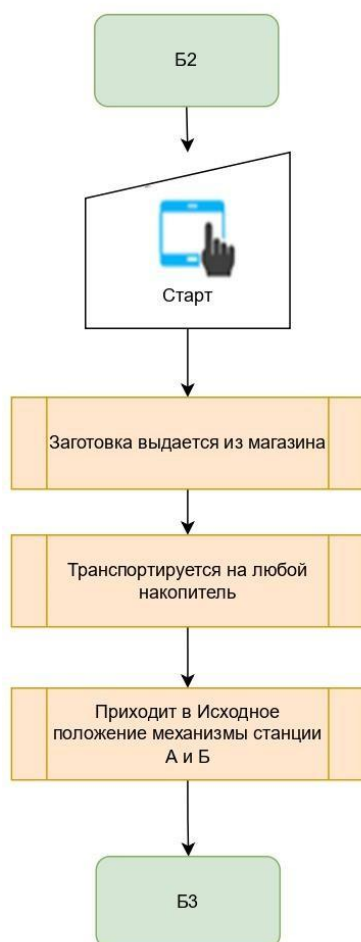 Б2
Старт
Заготовка выдается из магазина
Транспортируется на любой
накопитель
Приходит в Исходное
положение механизмы станции
А и Б
Б3